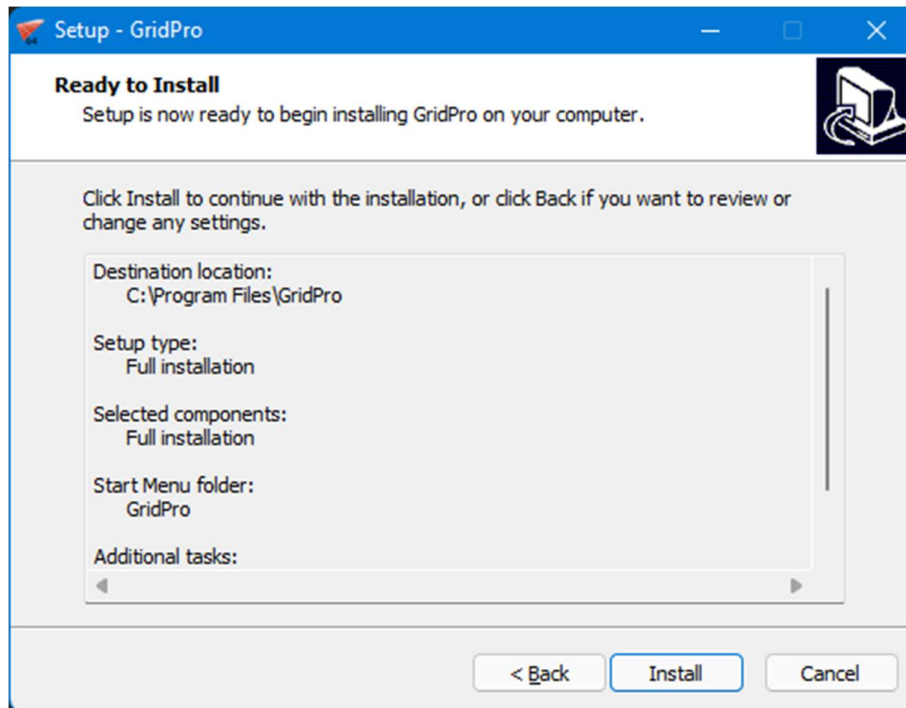 Setup - GridPro
Ready to Install
Setup is now ready to begin installing GridPro on your computer.
Click Install to continue with the installation, or click Back if you want to review or
change any settings.
Destination location:
C:\Program Files\GridPro
Setup type:
Full installation
Selected components:
Full installation
Start Menu folder:
GridPro
Additional tasks:
< Back
Install
Cancel